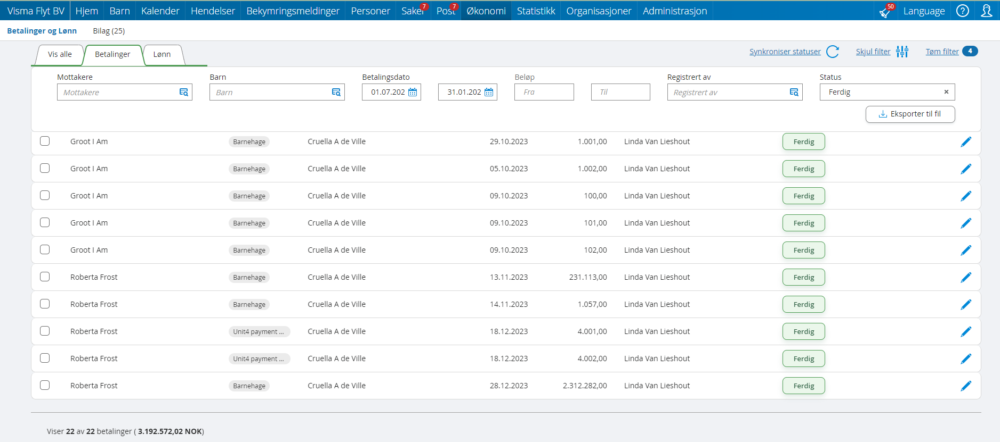 Visma Flyt BV Hjem Barn Kalender Hendelser Bekymringsmeldinger Personer Saker 7 Post 7 Økonomi Statistikk Organisasjoner Administrasjon 50 Language ?
Betalinger og Lønn Bilag (25)
Vis alle Betalinger Lønn Synkroniser statuser Skjul filter Tøm filter 4
Mottakere Barn Betalingsdato Beløp Registrert av Status
Mottakere Barn 01.07.202 31.01.202 Fra Til Registrert av Ferdig ×
Eksporter til fil
Groot I Am Barnehage Cruella A de Ville 29.10.2023 1.001,00 Linda Van Lieshout Ferdig
Groot I Am Barnehage Cruella A de Ville 05.10.2023 1.002,00 Linda Van Lieshout Ferdig
Groot I Am Barnehage Cruella A de Ville 09.10.2023 100,00 Linda Van Lieshout Ferdig
Groot I Am Barnehage Cruella A de Ville 09.10.2023 101,00 Linda Van Lieshout Ferdig
Groot I Am Barnehage Cruella A de Ville 09.10.2023 102,00 Linda Van Lieshout Ferdig
Roberta Frost Barnehage Cruella A de Ville 13.11.2023 231.113,00 Linda Van Lieshout Ferdig
Roberta Frost Barnehage Cruella A de Ville 14.11.2023 1.057,00 Linda Van Lieshout Ferdig
Roberta Frost Unit4 payment ... Cruella A de Ville 18.12.2023 4.001,00 Linda Van Lieshout Ferdig
Roberta Frost Unit4 payment ... Cruella A de Ville 18.12.2023 4.002,00 Linda Van Lieshout Ferdig
Roberta Frost Barnehage Cruella A de Ville 28.12.2023 2.312.282,00 Linda Van Lieshout Ferdig
Viser 22 av 22 betalinger ( 3.192.572,02 NOK)